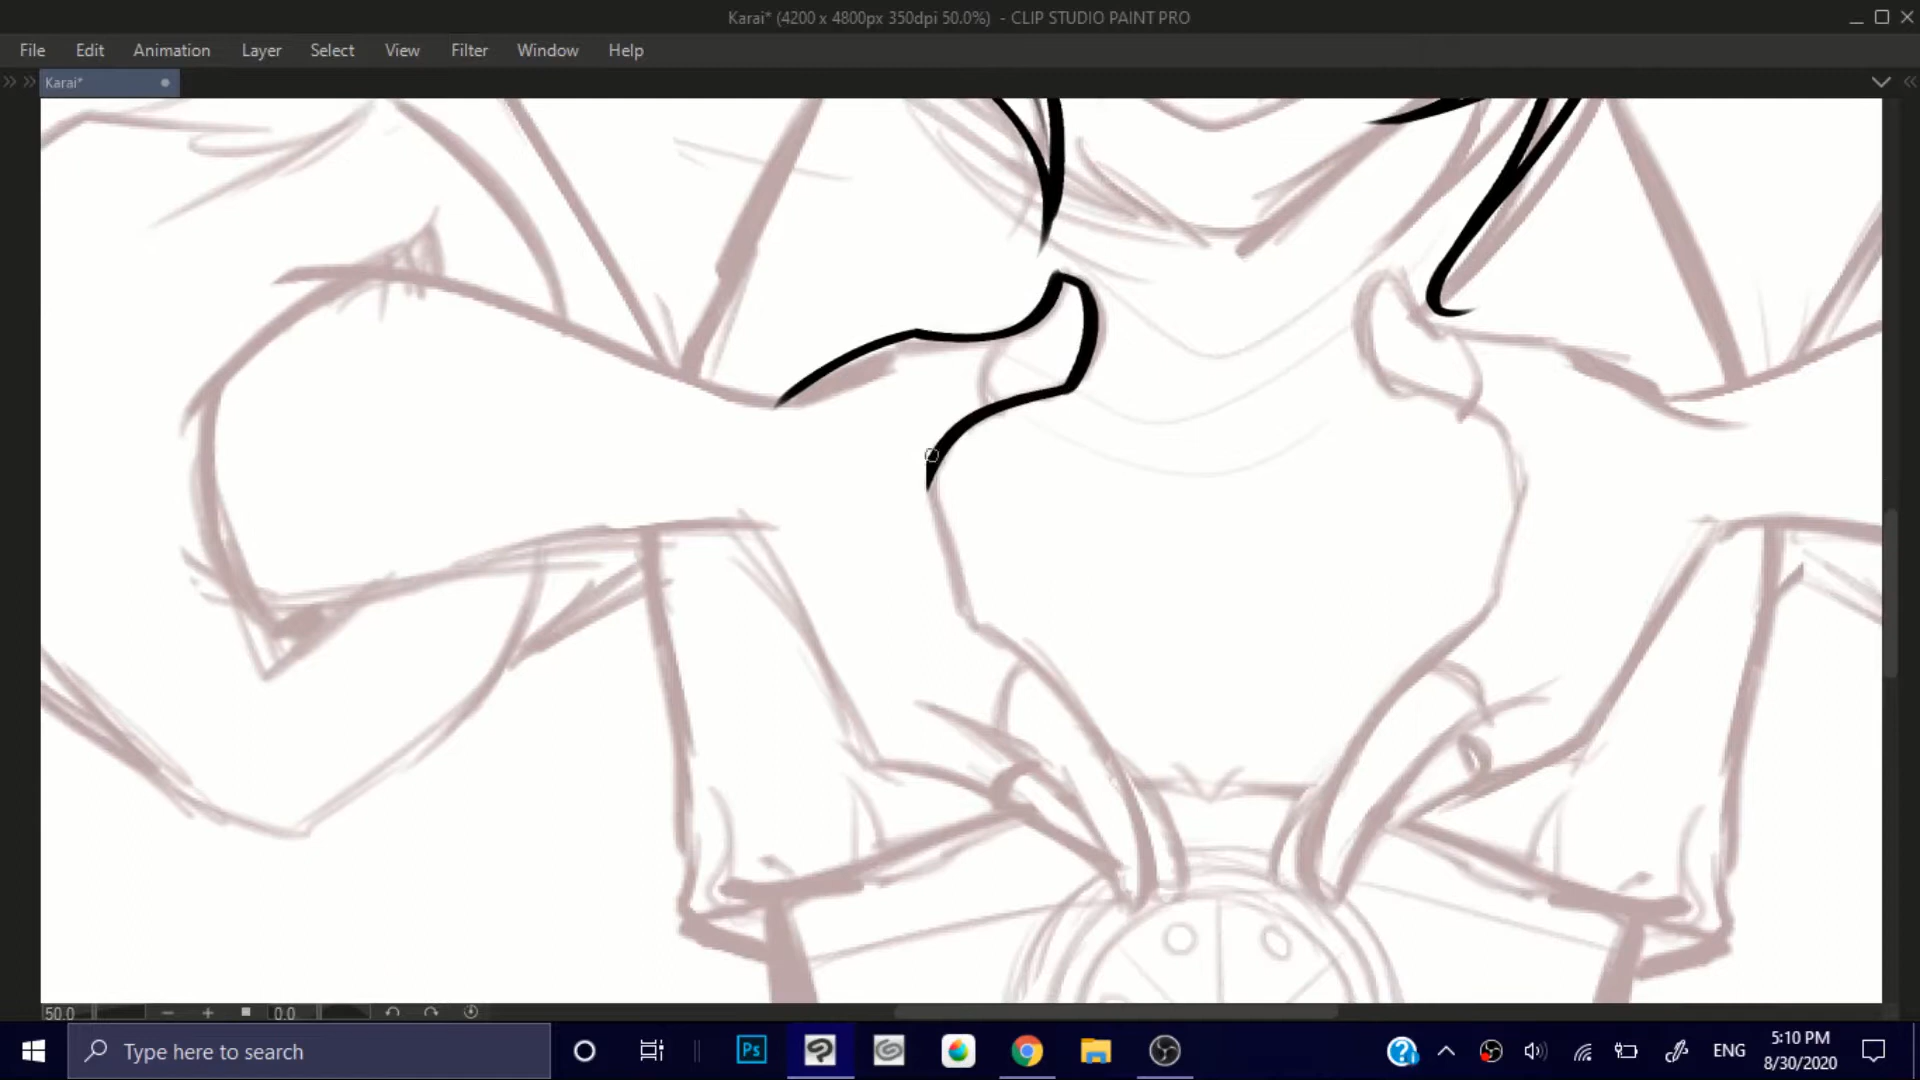 Karai* (4200 x 4800px 350dpi 50.0%) - CLIP STUDIO PAINT PRO
File Edit Animation Layer Select View Filter Window Help
Karai*
50.0 0.0
Type here to search
Ps
ENG
5:10 PM
8/30/2020